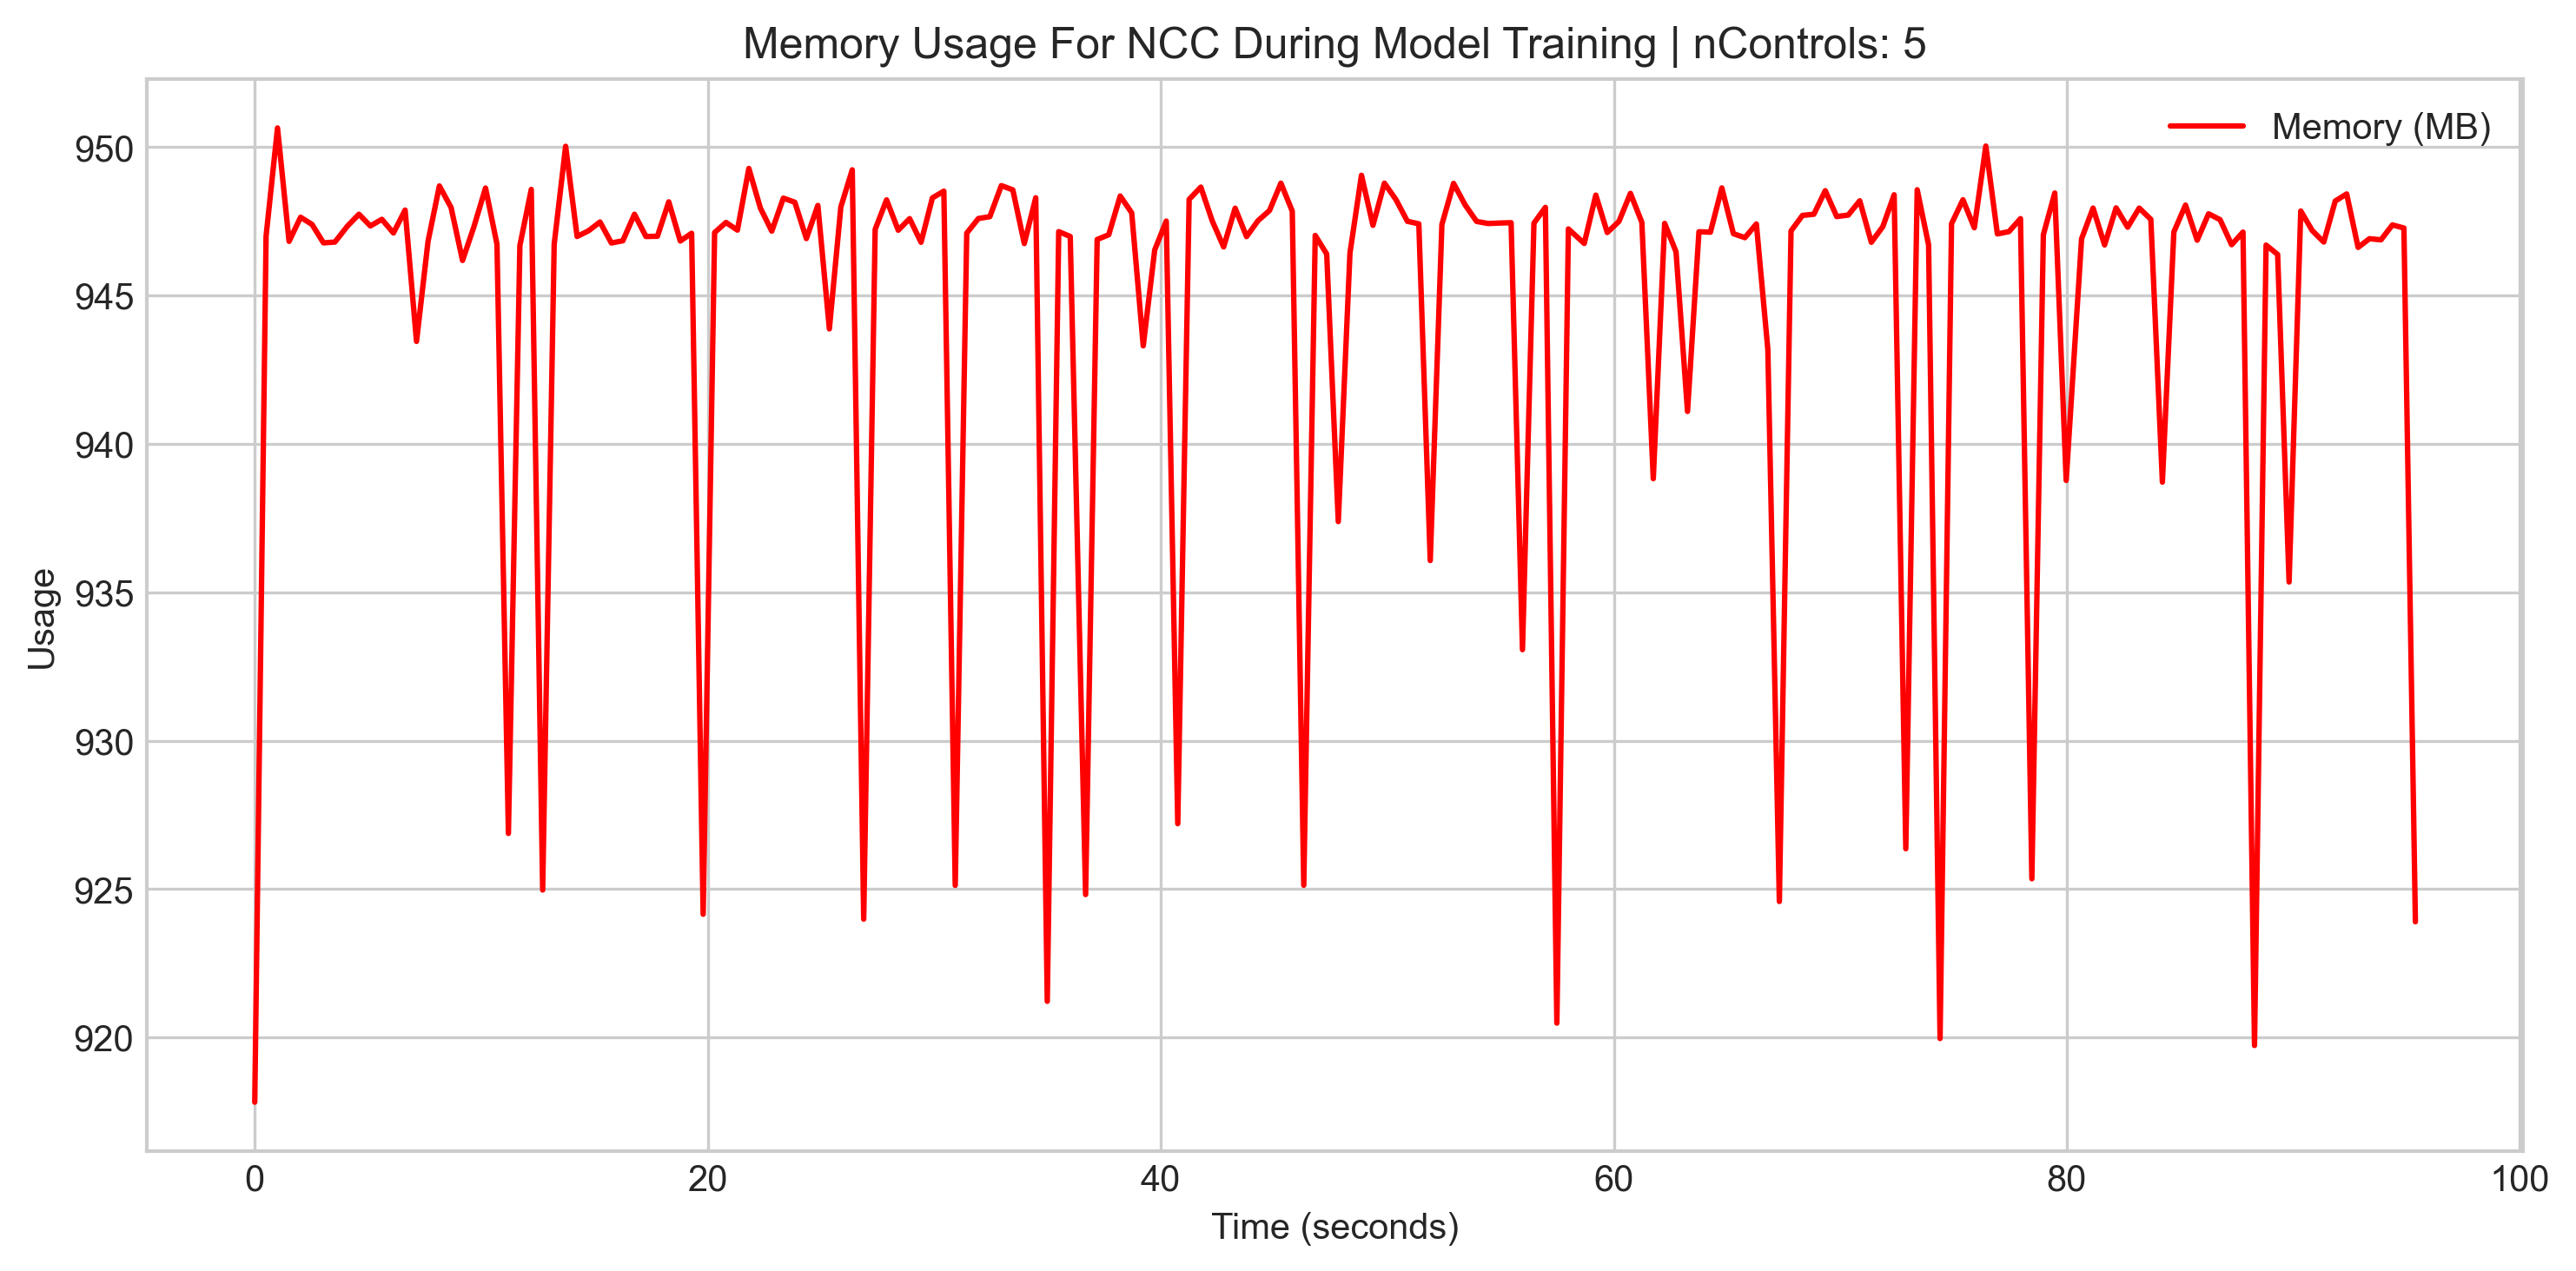 Memory Usage For NCC During Model Training | nControls: 5
Memory (MB)
950
945
940
935
930
925
920
Usage
0 20 40 60 80 100
Time (seconds)